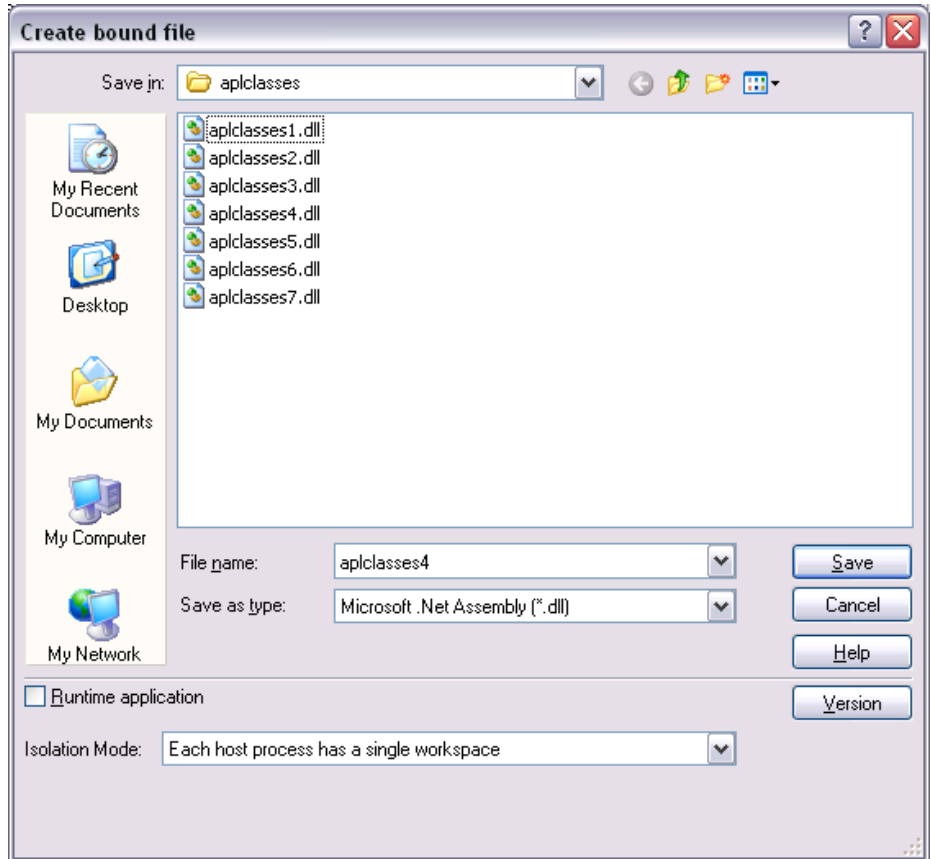 Create bound file
?
Save in: aplclasses
aplclasses1.dll
aplclasses2.dll
aplclasses3.dll
aplclasses4.dll
aplclasses5.dll
aplclasses6.dll
aplclasses7.dll
My Recent
Documents
Desktop
My Documents
My Computer
My Network
File name: aplclasses4 Save
Save as type: Microsoft .Net Assembly (*.dll) Cancel
Help
Runtime application Version
Isolation Mode: Each host process has a single workspace